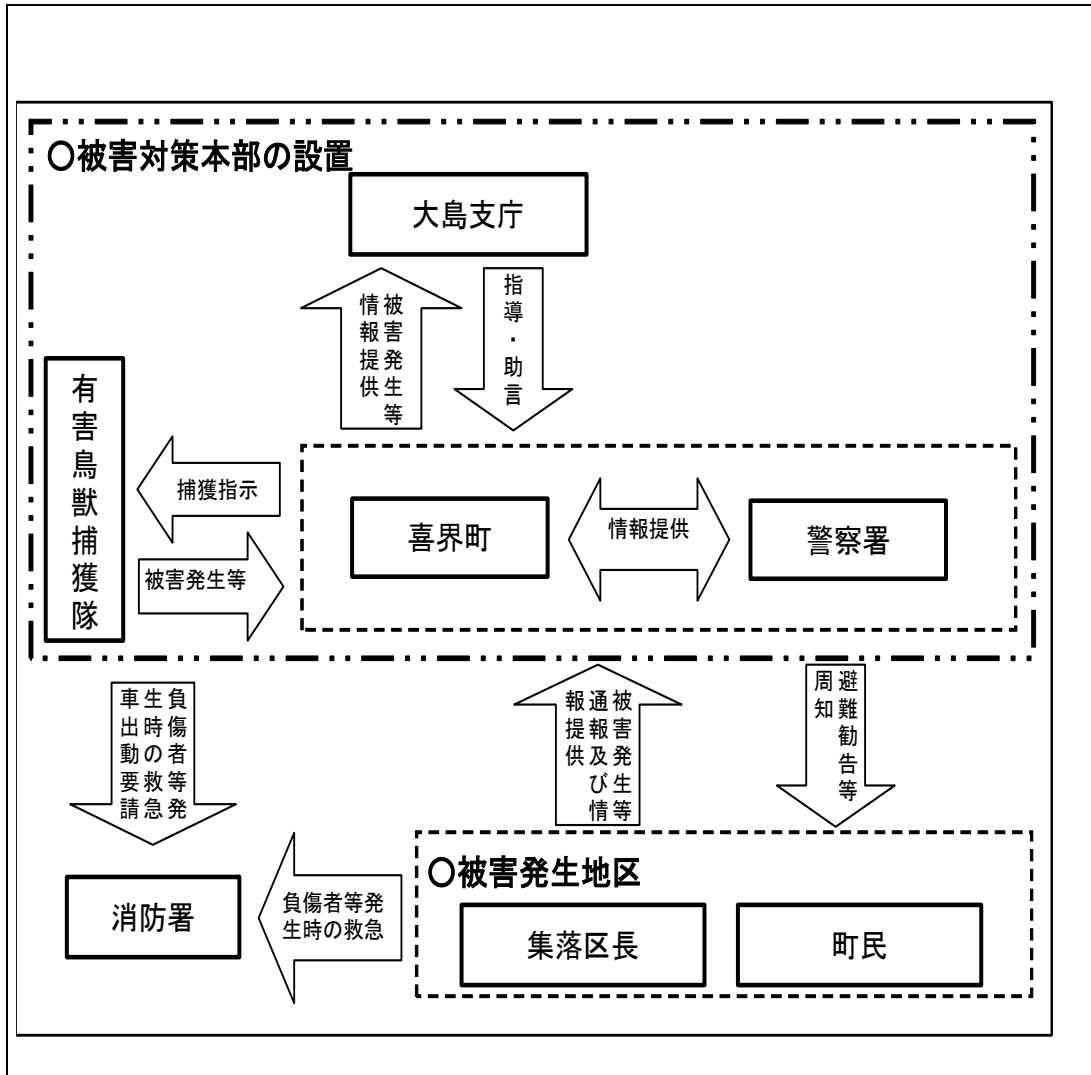 〇被害対策本部の設置
大島支庁
被害発生等
情報提供
指導・助言
有害鳥獣捕獲隊
捕獲指示
被害発生等
喜界町
情報提供
警察署
負傷者等発
生時の救急
車出動要請
被害発生等
通報及び情
報提供
避難勧告等
周知
〇被害発生地区
消防署
負傷者等発
生時の救急
集落区長
町民